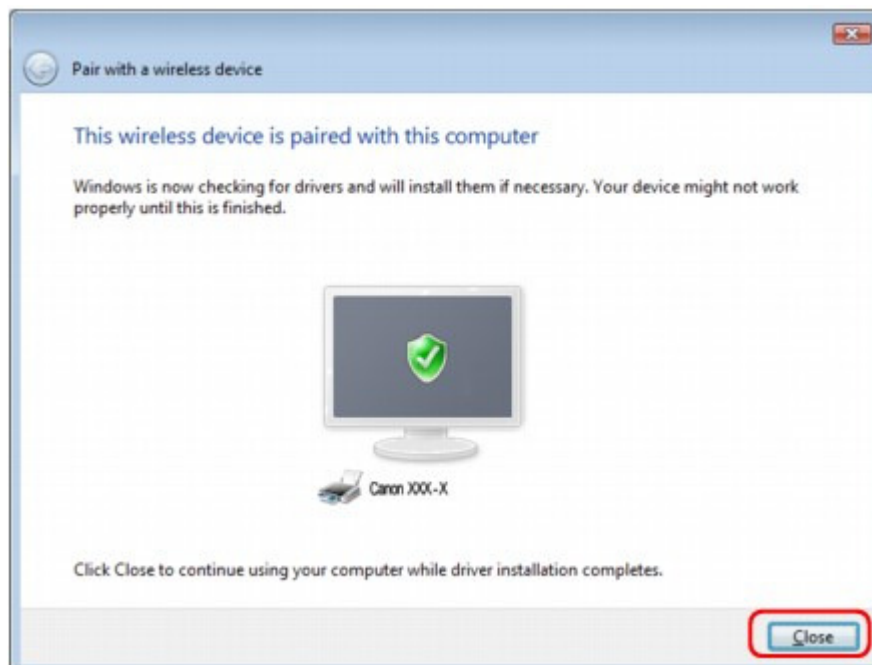 Pair with a wireless device
This wireless device is paired with this computer
Windows is now checking for drivers and will install them if necessary. Your device might not work
properly until this is finished.
Canon XXX-X
Click Close to continue using your computer while driver installation completes.
Close